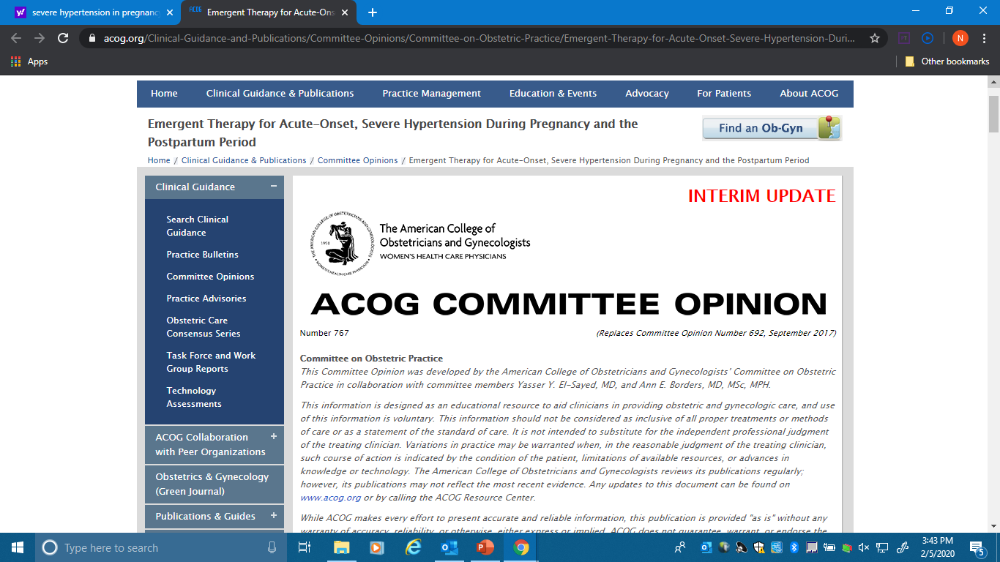 severe hypertension in pregnanc
Emergent Therapy for Acute-Ons
acog.org/Clinical-Guidance-and-Publications/Committee-Opinions/Committee-on-Obstetric-Practice/Emergent-Therapy-for-Acute-Onset-Severe-Hypertension-Duri...
N
Apps
Other bookmarks
Home
Clinical Guidance & Publications
Practice Management
Education & Events
Advocacy
For Patients
About ACOG
Emergent Therapy for Acute-Onset, Severe Hypertension During Pregnancy and the
Postpartum Period
Find an Ob-Gyn
Home / Clinical Guidance & Publications / Committee Opinions / Emergent Therapy for Acute-Onset, Severe Hypertension During Pregnancy and the Postpartum Period
Clinical Guidance
Search Clinical
Guidance
Practice Bulletins
Committee Opinions
Practice Advisories
Obstetric Care
Consensus Series
Task Force and Work
Group Reports
Technology
Assessments
ACOG Collaboration
with Peer Organizations
Obstetrics & Gynecology
(Green Journal)
Publications & Guides
INTERIM UPDATE
THE AMERICAN COLLEGE OF OBSTETRICIANS AND GYNECOLOGISTS
1951
WOMEN'S HEALTH CARE PHYSICIANS
The American College of
Obstetricians and Gynecologists
WOMEN'S HEALTH CARE PHYSICIANS
ACOG COMMITTEE OPINION
Number 767
(Replaces Committee Opinion Number 692, September 2017)
Committee on Obstetric Practice
This Committee Opinion was developed by the American College of Obstetricians and Gynecologists' Committee on Obstetric
Practice in collaboration with committee members Yasser Y. El-Sayed, MD, and Ann E. Borders, MD, MSc, MPH.
This information is designed as an educational resource to aid clinicians in providing obstetric and gynecologic care, and use
of this information is voluntary. This information should not be considered as inclusive of all proper treatments or methods
of care or as a statement of the standard of care. It is not intended to substitute for the independent professional judgment
of the treating clinician. Variations in practice may be warranted when, in the reasonable judgment of the treating clinician,
such course of action is indicated by the condition of the patient, limitations of available resources, or advances in
knowledge or technology. The American College of Obstetricians and Gynecologists reviews its publications regularly;
however, its publications may not reflect the most recent evidence. Any updates to this document can be found on
www.acog.org or by calling the ACOG Resource Center.
While ACOG makes every effort to present accurate and reliable information, this publication is provided "as is" without any
warranty of accuracy, reliability, or otherwise, either express or implied. ACOG does not guarantee, warrant, or endorse the
Type here to search
3:43 PM
2/5/2020
5